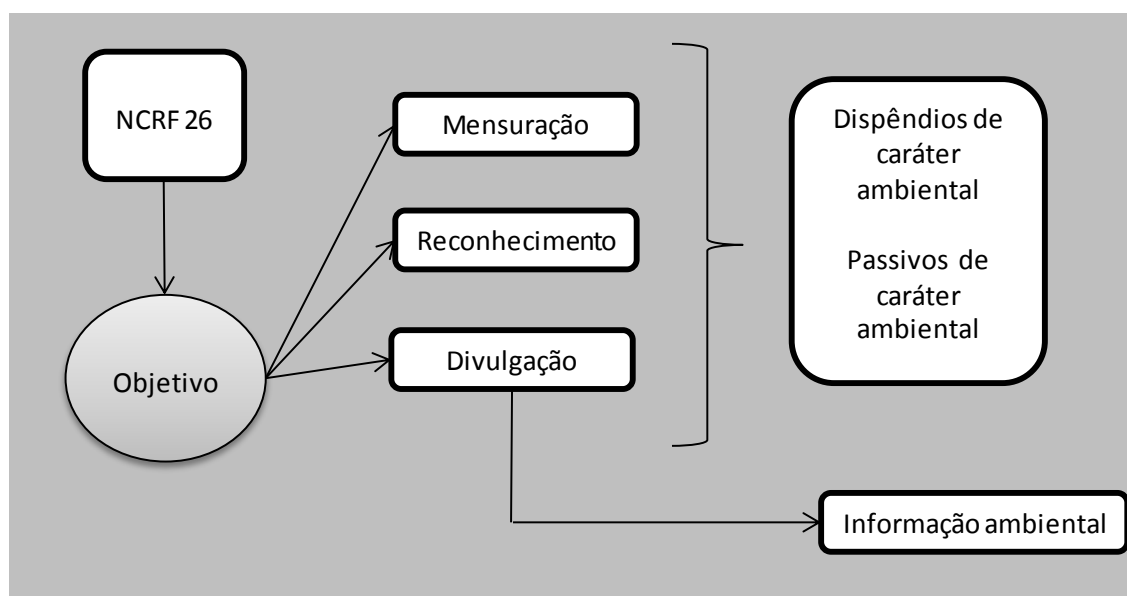 NCRF 26
Objetivo
Mensuração
Reconhecimento
Divulgação
Dispêndios de
caráter
ambiental
Passivos de
caráter
ambiental
Informação ambiental